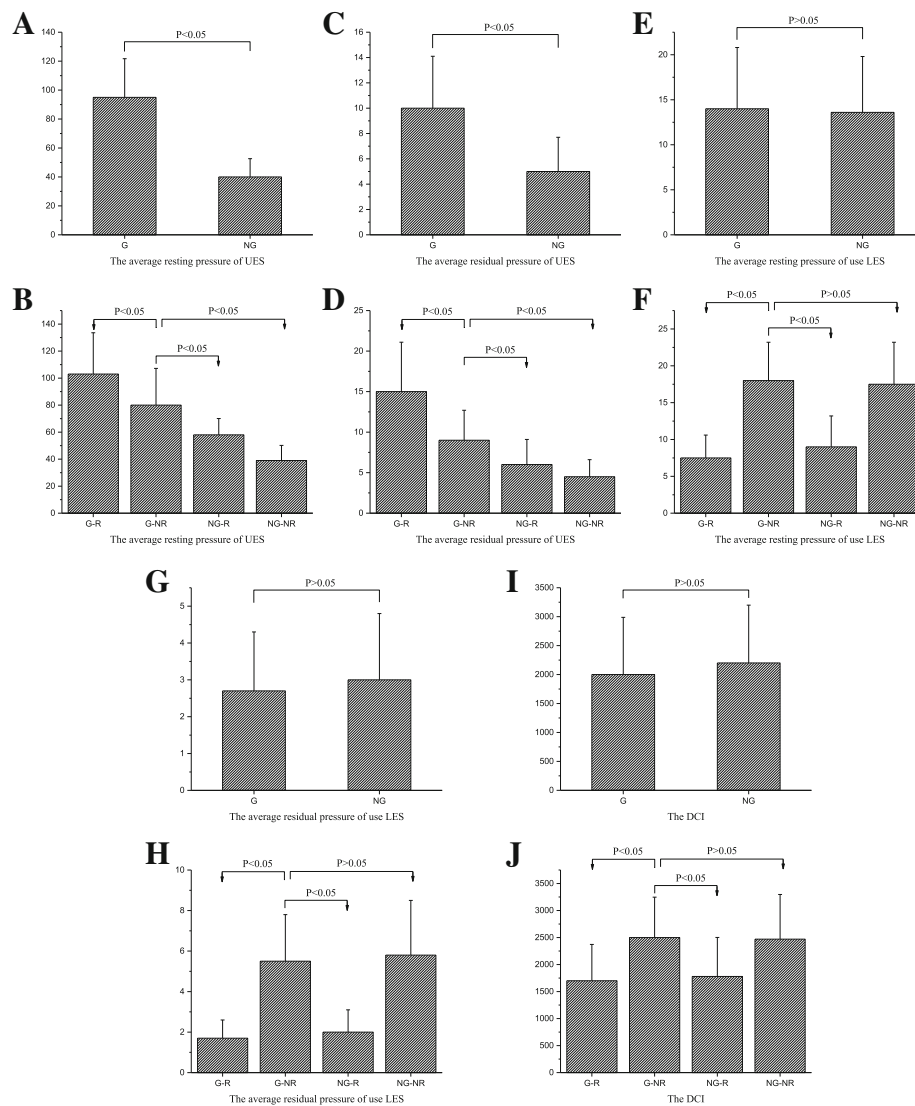 A
P<0.05
140
120
100
80
60
40
20
0
G NG
The average resting pressure of UES
C
P<0.05
16
14
12
10
8
6
4
2
0
G NG
The average residual pressure of UES
E
P>0.05
20
15
10
5
0
G NG
The average resting pressure of use LES
B
P<0.05 P<0.05
P<0.05
140
120
100
80
60
40
20
0
G-R G-NR NG-R NG-NR
The average resting pressure of UES
D
P<0.05 P<0.05
P<0.05
25
20
15
10
5
0
G-R G-NR NG-R NG-NR
The average residual pressure of UES
F
P<0.05 P>0.05
P<0.05
25
20
15
10
5
0
G-R G-NR NG-R NG-NR
The average resting pressure of use LES
G
P>0.05
5
4
3
2
1
0
G NG
The average residual pressure of use LES
I
P>0.05
3500
3000
2500
2000
1500
1000
500
0
G NG
The DCI
H
P<0.05 P>0.05
P<0.05
10
8
6
4
2
0
G-R G-NR NG-R NG-NR
The average residual pressure of use LES
J
P<0.05 P>0.05
P<0.05
3500
3000
2500
2000
1500
1000
500
0
G-R G-NR NG-R NG-NR
The DCI